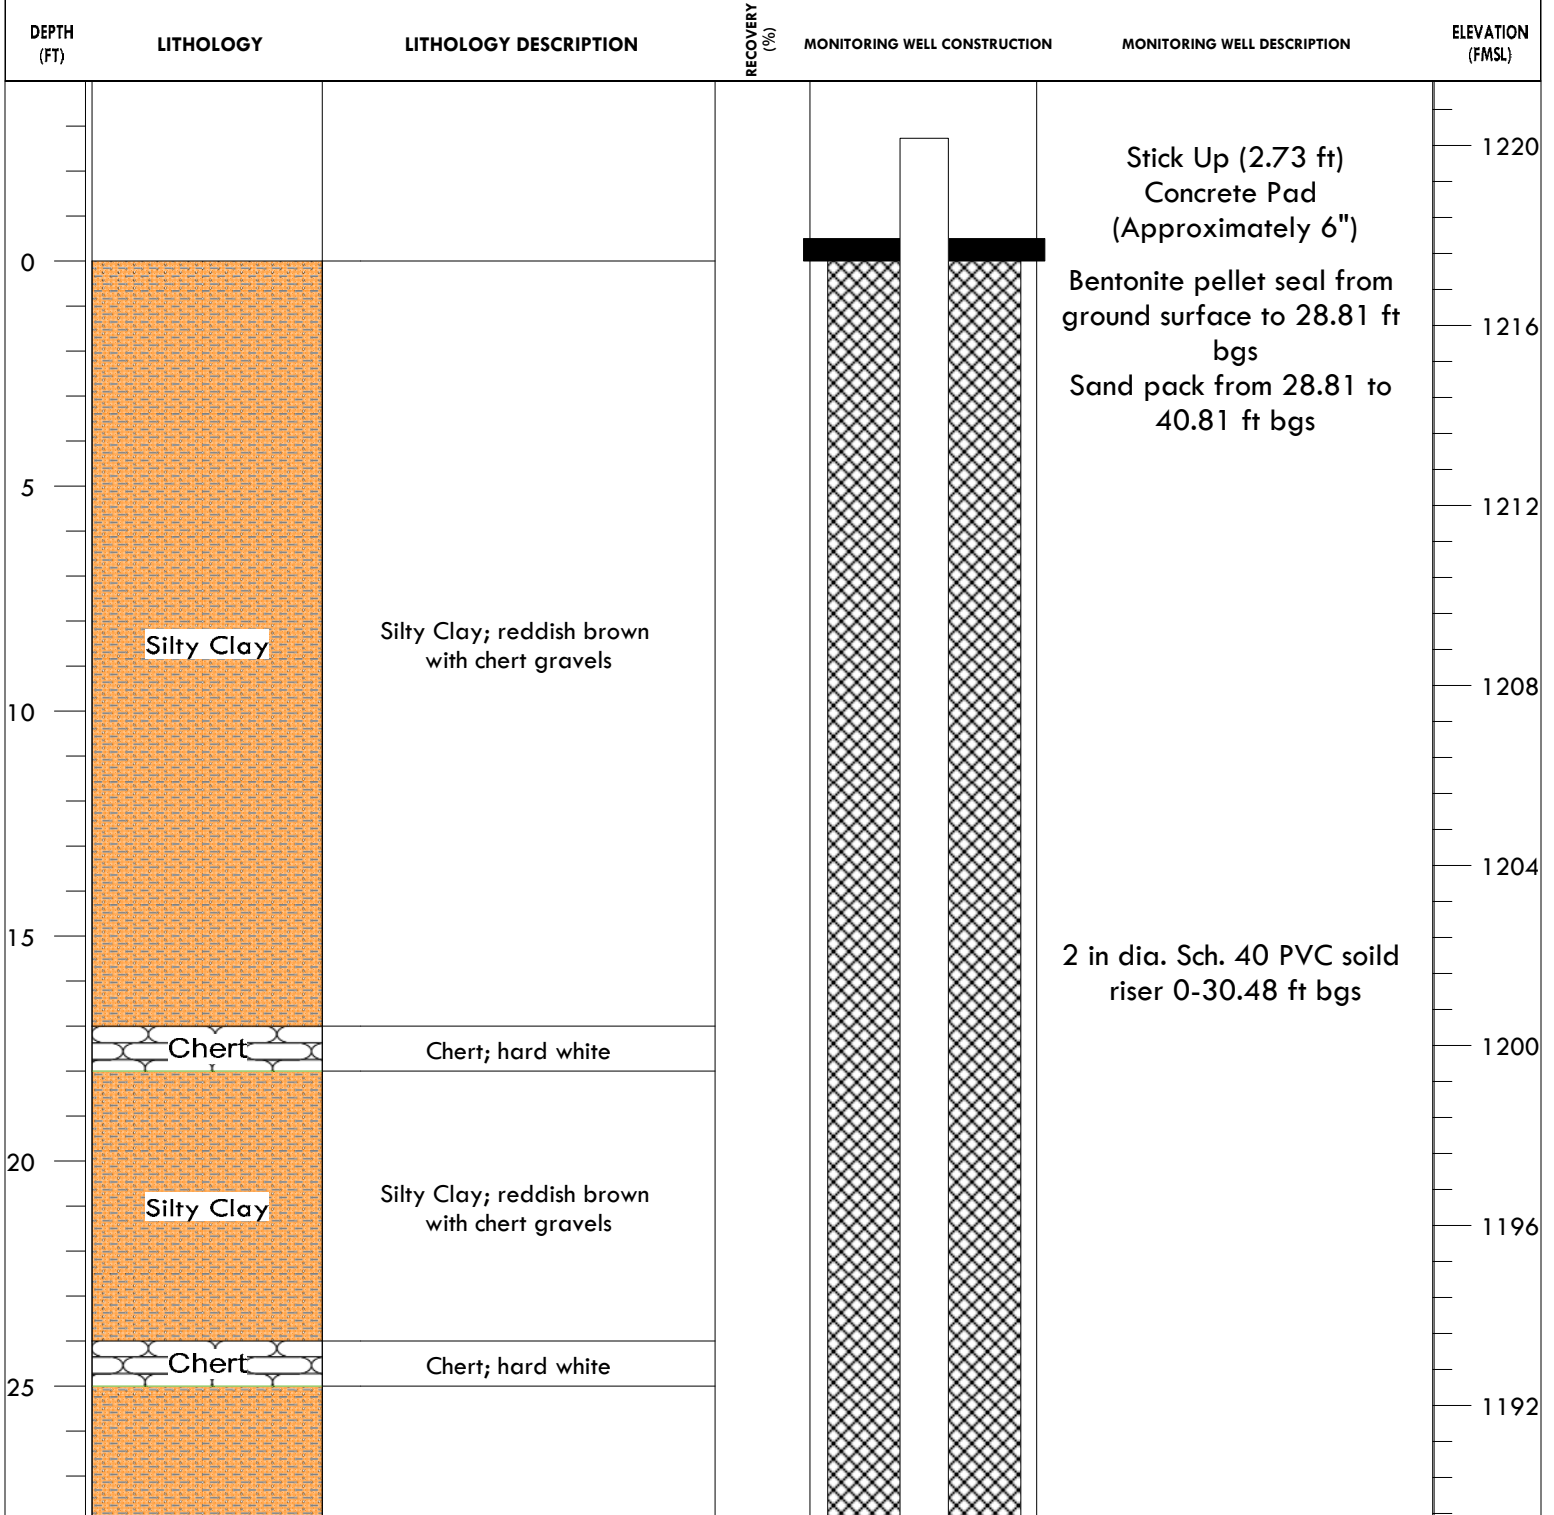 DEPTH
(FT)
LITHOLOGY
LITHOLOGY DESCRIPTION
RECOVERY
(%)
MONITORING WELL CONSTRUCTION
MONITORING WELL DESCRIPTION
ELEVATION
(FMSL)
Stick Up (2.73 ft)
Concrete Pad
(Approximately 6")
1220
0
Bentonite pellet seal from
ground surface to 28.81 ft
bgs
Sand pack from 28.81 to
40.81 ft bgs
1216
5
1212
Silty Clay
Silty Clay; reddish brown
with chert gravels
1208
10
1204
15
2 in dia. Sch. 40 PVC soild
riser 0-30.48 ft bgs
Chert
Chert; hard white
1200
20
Silty Clay
Silty Clay; reddish brown
with chert gravels
1196
Chert
Chert; hard white
25
1192